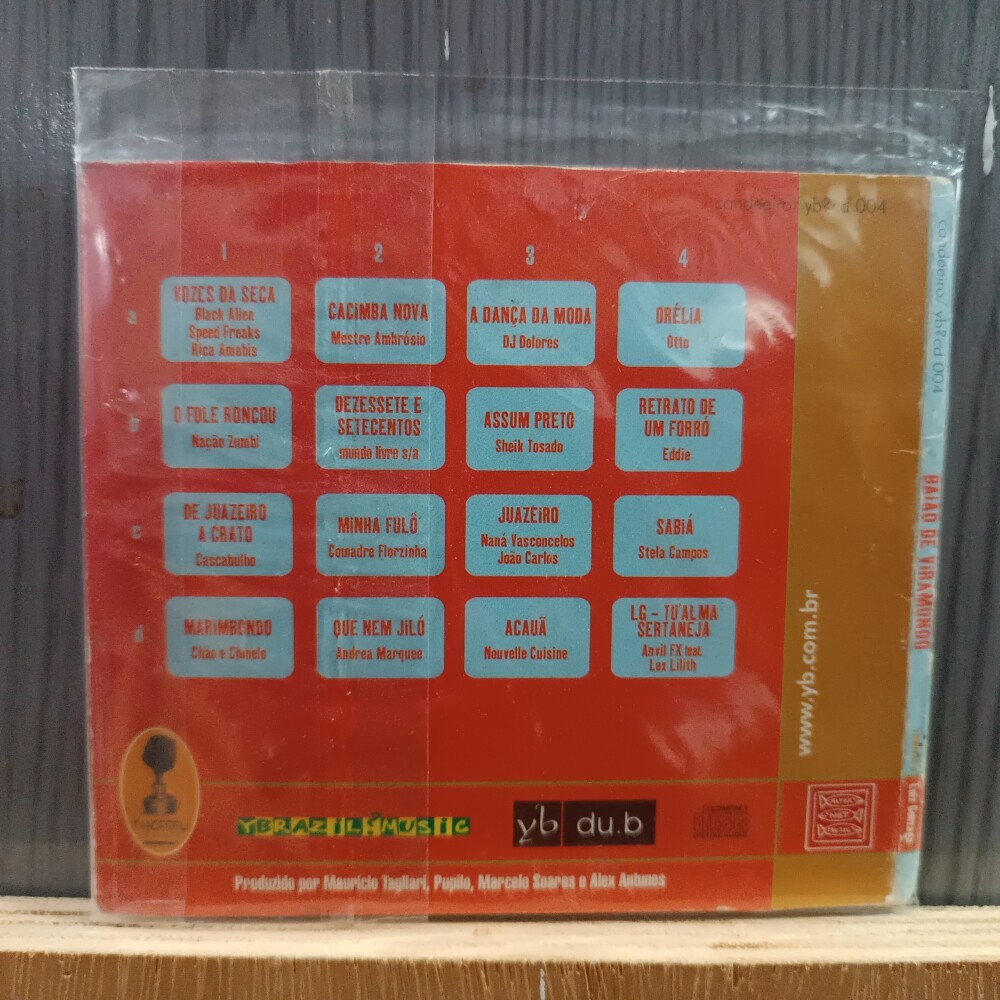 candeeiro/ybºcd 004
1 2 3 4
a
VOZES DA SECA
Black Alien
Speed Freaks
Rica Amabis
CACIMBA NOVA
Mestre Ambrósio
A DANÇA DA MODA
DJ Dolores
ORÉLIA
Otto
b
O FOLE RONCOU
Nação Zumbi
DEZESSETE E
SETECENTOS
mundo livre s/a
ASSUM PRETO
Sheik Tosado
RETRATO DE
UM FORRÓ
Eddie
c
DE JUAZEIRO
A CRATO
Cascabulho
MINHA FULÔ
Comadre Florzinha
JUAZEIRO
Naná Vasconcelos
João Carlos
SABIÁ
Stela Campos
d
MARIMBONDO
Chão e Chinelo
QUE NEM JILÓ
Andrea Marquee
ACAUÃ
Nouvelle Cuisine
LG - TU'ALMA
SERTANEJA
Anvil FX feat.
Lex Lilith
www.yb.com.br
candeeiro/ybºcd 004
BAIÃO DE VIRAMUNDO
CANDEEIRO
YBRAZIL?MUSIC
yb du.b
Produzido por Maurício Tagliari, Pupilo, Marcelo Soares e Alex Antunes